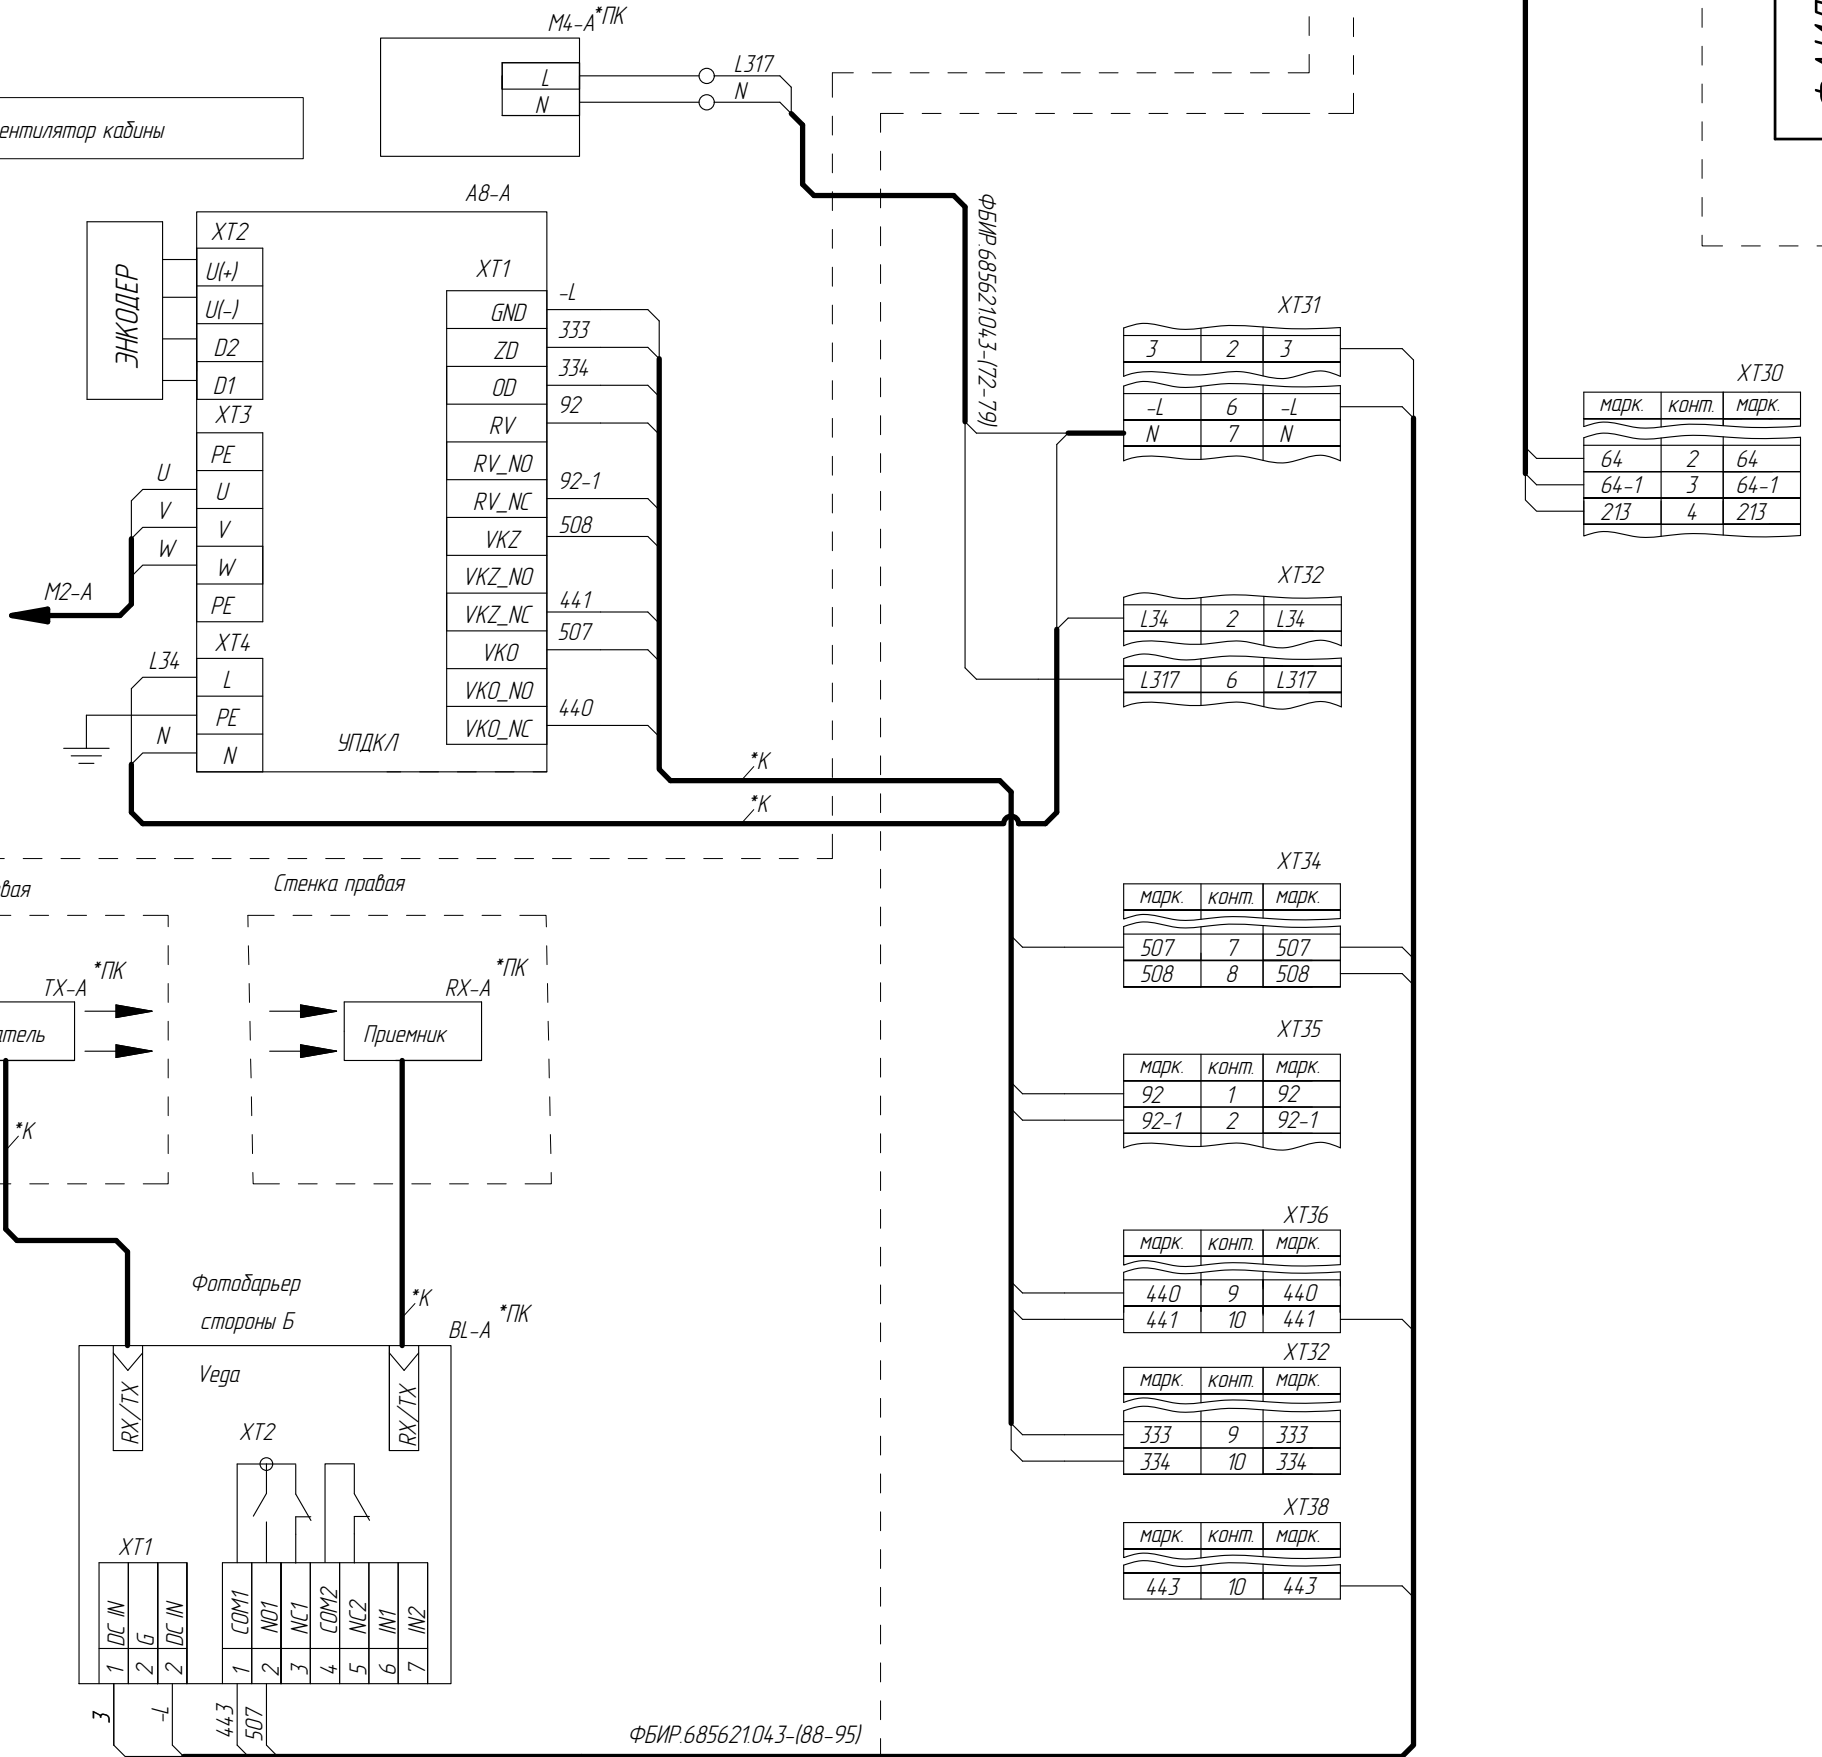 М4-А*ПК
L
N
L317
N
ентилятор кабины
А8-А
ЭНКОДЕР
XT2
U(+)
U(-)
D2
D1
XT3
PE
U
V
W
PE
U
V
W
М2-А
XT4
L
PE
N
L34
N
УПДКЛ
XT1
GND
ZD
OD
RV
RV_NO
RV_NC
VKZ
VKZ_NO
VKZ_NC
VKO
VKO_NO
VKO_NC
-L
333
334
92
92-1
508
441
507
440
*К
*К
ФБИР.685621.043-(72-79)
XT31
3 2 3
-L 6 -L
N 7 N
XT32
L34 2 L34
L317 6 L317
XT30
марк. конт. марк.
64 2 64
64-1 3 64-1
213 4 213
XT34
марк. конт. марк.
507 7 507
508 8 508
XT35
марк. конт. марк.
92 1 92
92-1 2 92-1
XT36
марк. конт. марк.
440 9 440
441 10 441
XT32
марк. конт. марк.
333 9 333
334 10 334
XT38
марк. конт. марк.
443 10 443
вая
Стенка правая
TX-A *ПК
атель
*К
RX-A *ПК
Приемник
*К
Фотобарьер
стороны Б
BL-A *ПК
Vega
RX/TX
RX/TX
XT2
XT1
DC IN
G
DC IN
1
2
2
COM1
NO1
NC1
COM2
NC2
IN1
IN2
1
2
3
4
5
6
7
3
-L
443
507
ФБИР.685621.043-(88-95)